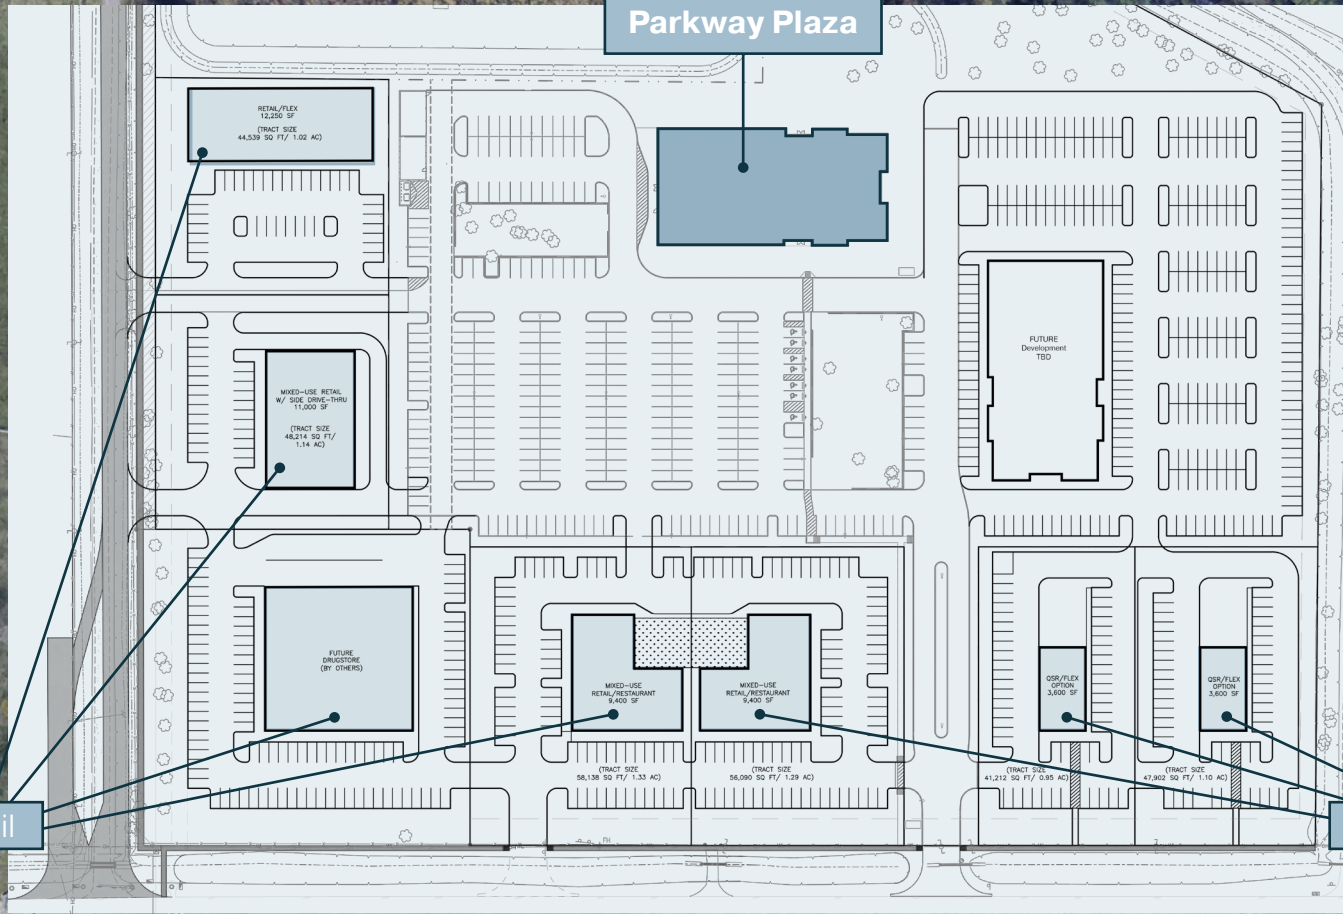 Parkway Plaza
RETAIL/FLEX
12,250 SF
(TRACT SIZE
44,539 SQ FT/ 1.02 AC)
MIXED-USE RETAIL
W/ SIDE DRIVE-THRU
11,000 SF
(TRACT SIZE
48,214 SQ FT/
1.14 AC)
FUTURE
Development
TBD
FUTURE
DRUGSTORE
(BY OTHERS)
MIXED-USE
RETAIL/RESTAURANT
9,400 SF
MIXED-USE
RETAIL/RESTAURANT
9,400 SF
QSR/FLEX
OPTION
3,600 SF
QSR/FLEX
OPTION
3,600 SF
(TRACT SIZE
58,138 SQ FT/ 1.33 AC)
(TRACT SIZE
56,090 SQ FT/ 1.29 AC)
(TRACT SIZE
41,212 SQ FT/ 0.95 AC)
(TRACT SIZE
47,902 SQ FT/ 1.10 AC)
il